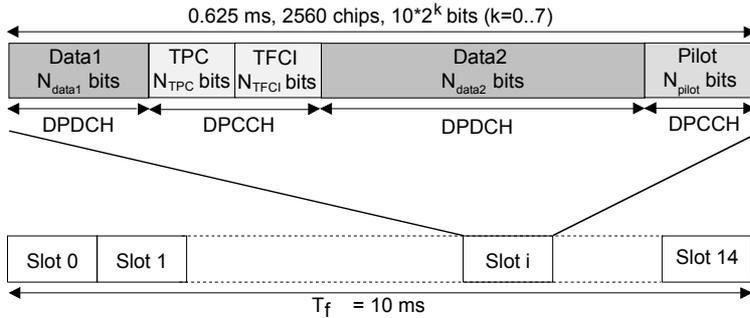 0.625 ms, 2560 chips, 10*2^k bits (k=0..7)
Data1 TPC TFCI Data2 Pilot
N_data1 bits N_TPC bits N_TFCI bits N_data2 bits N_pilot bits
DPDCH DPCCH DPDCH DPCCH
Slot 0 Slot 1 Slot i Slot 14
T_f = 10 ms